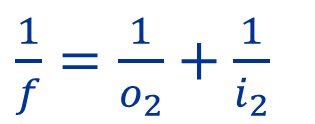 1/f = 1/o₂ + 1/i₂